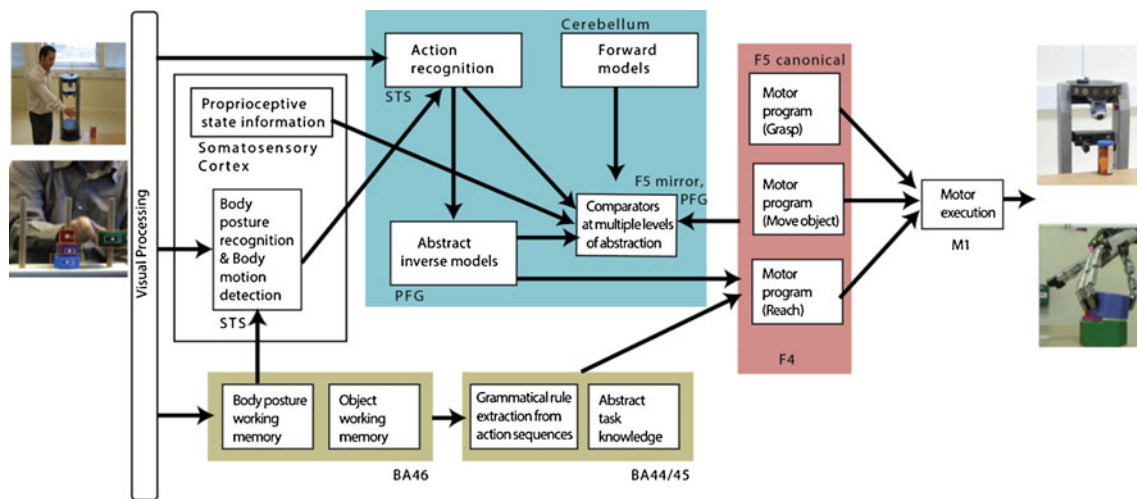 Visual Processing
Action
recognition
STS
Cerebellum
Forward
models
Proprioceptive
state information
Somatosensory
Cortex
Body
posture
recognition
& Body
motion
detection
STS
Abstract
inverse models
PFG
F5 mirror,
PFG
Comparators
at multiple levels
of abstraction
F5 canonical
Motor
program
(Grasp)
Motor
program
(Move object)
Motor
program
(Reach)
F4
Motor
execution
M1
Body posture
working
memory
Object
working
memory
BA46
Grammatical rule
extraction from
action sequences
Abstract
task
knowledge
BA44/45